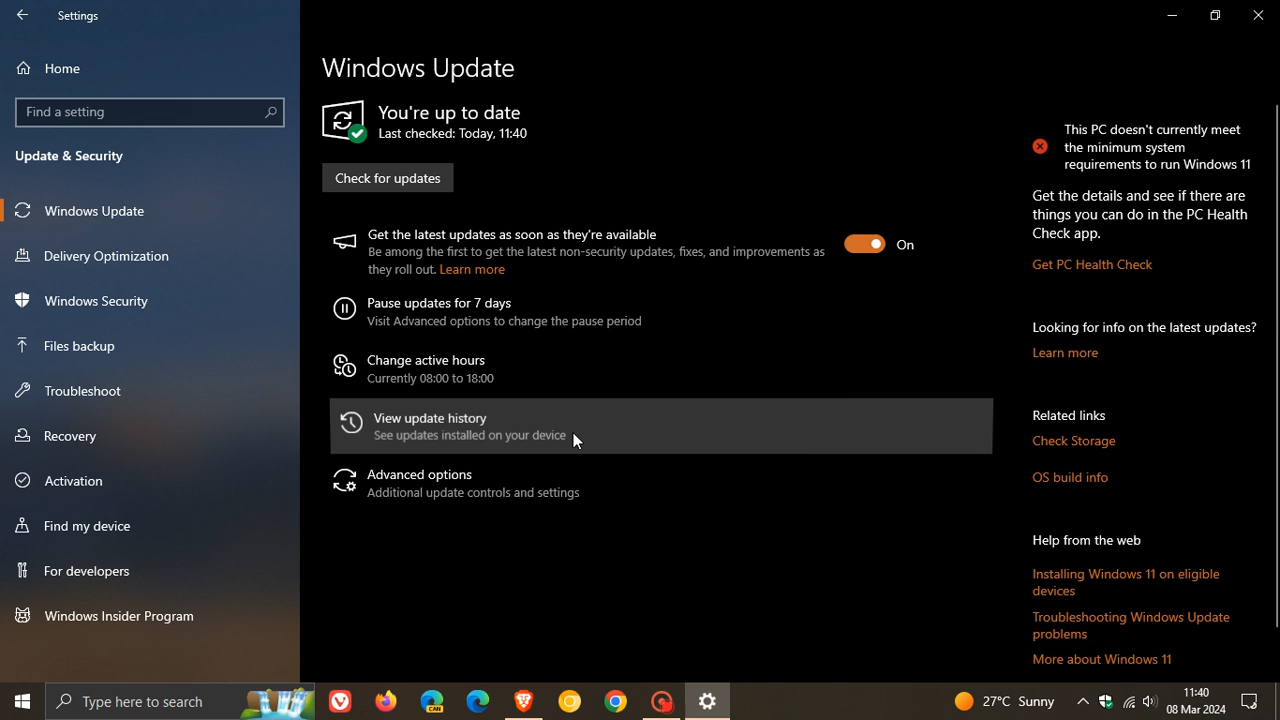 Settings
Home
Find a setting
Update & Security
Windows Update
Delivery Optimization
Windows Security
Files backup
Troubleshoot
Recovery
Activation
Find my device
For developers
Windows Insider Program
Windows Update
You're up to date
Last checked: Today, 11:40
Check for updates
Get the latest updates as soon as they're available
Be among the first to get the latest non-security updates, fixes, and improvements as
they roll out. Learn more
On
Pause updates for 7 days
Visit Advanced options to change the pause period
Change active hours
Currently 08:00 to 18:00
View update history
See updates installed on your device
Advanced options
Additional update controls and settings
This PC doesn't currently meet
the minimum system
requirements to run Windows 11
Get the details and see if there are
things you can do in the PC Health
Check app.
Get PC Health Check
Looking for info on the latest updates?
Learn more
Related links
Check Storage
OS build info
Help from the web
Installing Windows 11 on eligible
devices
Troubleshooting Windows Update
problems
More about Windows 11
Type here to search
CAN
27°C Sunny
11:40
08 Mar 2024